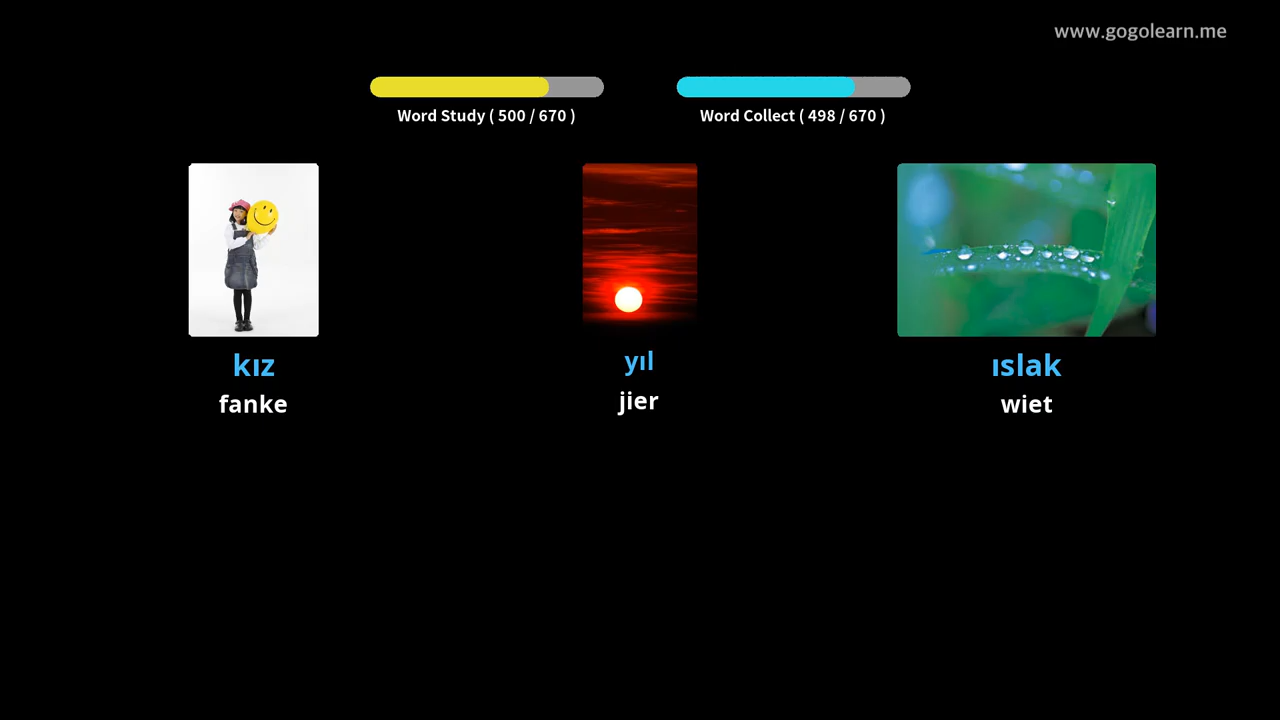 www.gogolearn.me
Word Study ( 500 / 670 )
Word Collect ( 498 / 670 )
kız
fanke
yıl
jier
ıslak
wiet